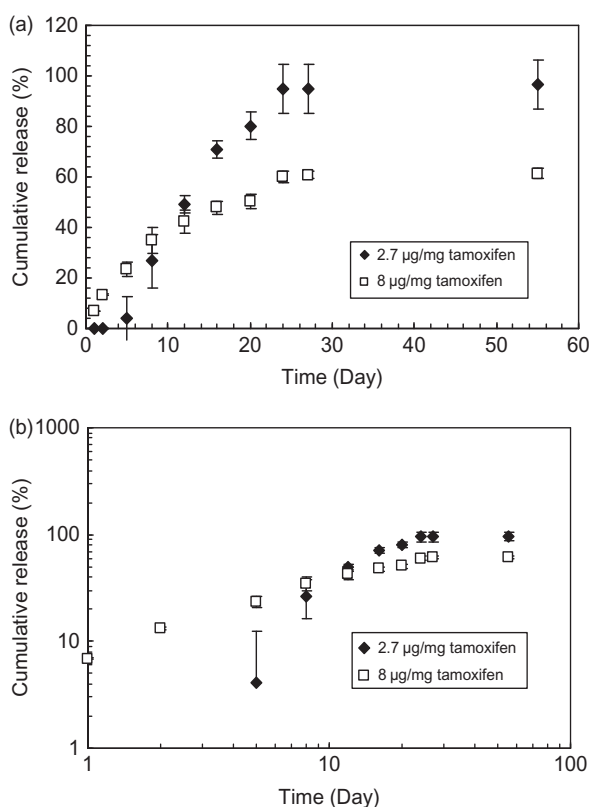 (a)
120
100
80
60
40
20
0
Cumulative release (%)
◆ 2.7 µg/mg tamoxifen
□ 8 µg/mg tamoxifen
0 10 20 30 40 50 60
Time (Day)
(b)
1000
100
10
1
Cumulative release (%)
◆ 2.7 µg/mg tamoxifen
□ 8 µg/mg tamoxifen
1 10 100
Time (Day)